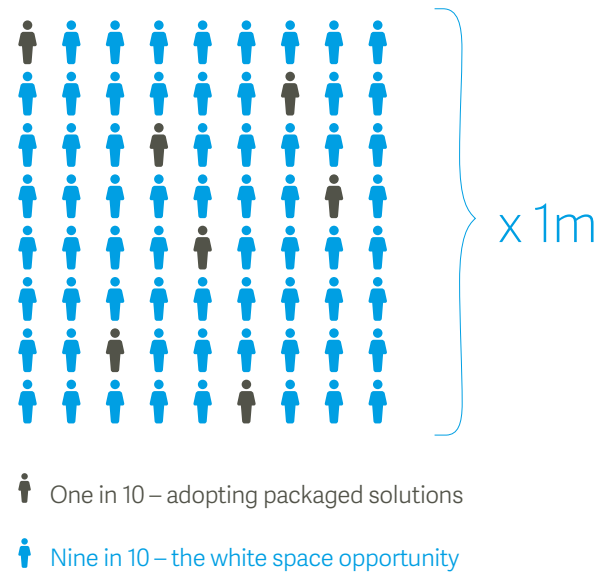 x 1m
One in 10 – adopting packaged solutions
Nine in 10 – the white space opportunity